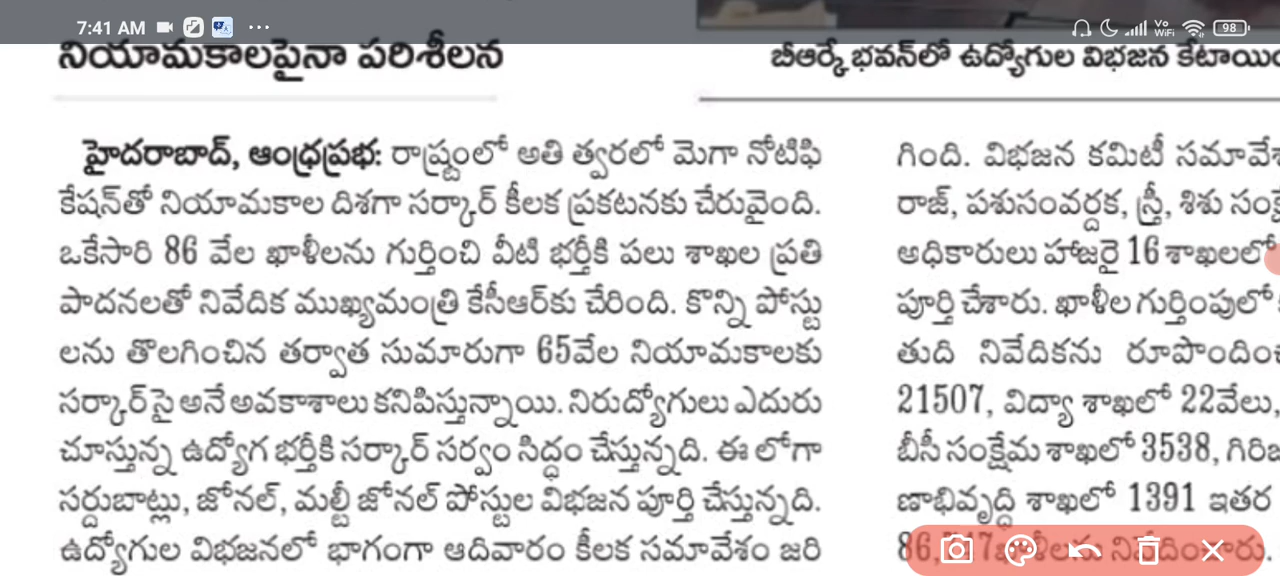 7:41 AM
Vo WiFi 98
నియామకాలపైనా పరిశీలన
బీఆర్కే భవన్‌లో ఉద్యోగుల విభజన
హైదరాబాద్, ఆంధ్రప్రభ: రాష్ట్రంలో అతి త్వరలో మెగా నోటిఫి
కేషన్‌తో నియామకాల దిశగా సర్కార్ కీలక ప్రకటనకు చేరువైంది.
ఒకేసారి 86 వేల ఖాళీలను గుర్తించి వీటి భర్తీకి పలు శాఖల ప్రతి
పాదనలతో నివేదిక ముఖ్యమంత్రి కేసీఆర్‌కు చేరింది. కొన్ని పోస్టు
లను తొలగించిన తర్వాత సుమారుగా 65వేల నియామకాలకు
సర్కార్ సై అనే అవకాశాలు కనిపిస్తున్నాయి. నిరుద్యోగులు ఎదురు
చూస్తున్న ఉద్యోగ భర్తీకి సర్కార్ సర్వం సిద్ధం చేస్తున్నది. ఈ లోగా
సర్దుబాట్లు, జోనల్, మల్టీ జోనల్ పోస్టుల విభజన పూర్తి చేస్తున్నది.
ఉద్యోగుల విభజనలో భాగంగా ఆదివారం కీలక సమావేశం జరి
గింది. విభజన కమిటీ
రాజ్, పశుసంవర్ధక, స్త్రీ, శిశు
అధికారులు హాజరై 16 శాఖలలో
పూర్తి చేశారు. ఖాళీల గుర్తింపులో
తుది నివేదికను
21507, విద్యా శాఖలో 22వేలు,
బీసీ సంక్షేమ శాఖలో 3538,
ణాభివృద్ధి శాఖలో 1391 ఇతర
ఖాళీలను నివేదించారు.